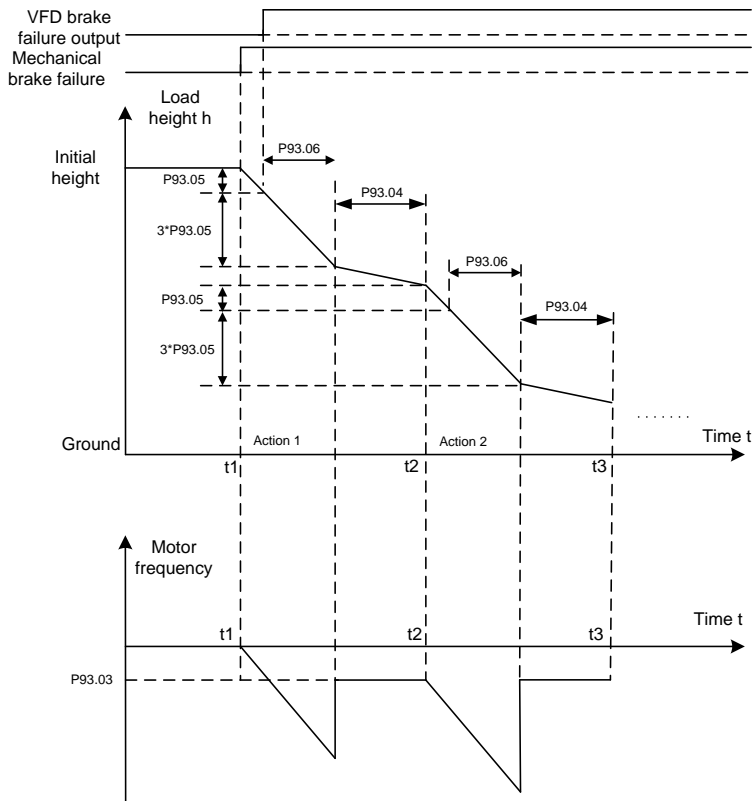 VFD brake
failure output
Mechanical
brake failure
Load
height h
Initial
height
P93.06
P93.05
P93.04
3*P93.05
P93.06
P93.05
P93.04
3*P93.05
.......
Ground
Action 1
Action 2
Time t
t1
t2
t3
Motor
frequency
t1
t2
t3
Time t
P93.03